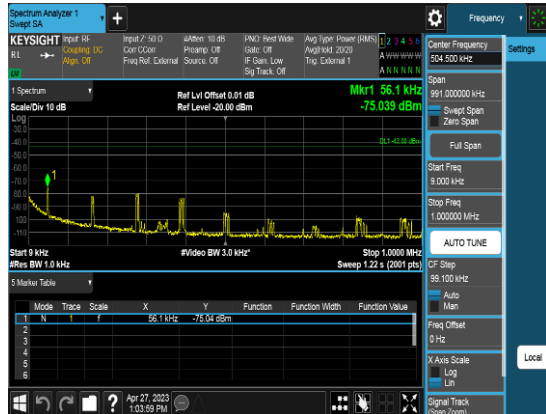 Spectrum Analyzer 1
Swept SA
+
Frequency
KEYSIGHT
Input: RF
Coupling: DC
Align: Off
Input Z: 50 Ω
Corr CCorr
Freq Ref: External
#Atten: 10 dB
Preamp: Off
Source: Off
PNO: Best Wide
Gate: Off
IF Gain: Low
Sig Track: Off
Avg Type: Power (RMS)
Avg|Hold: 20/20
Trig: External 1
1 2 3 4 5 6
A W W W W W
A N N N N N
1 Spectrum
Scale/Div 10 dB
Ref Lvl Offset 0.01 dB
Ref Level -20.00 dBm
Mkr1 56.1 kHz
-75.039 dBm
Log
-30.0
-40.0
-50.0
-60.0
-70.0
-80.0
-90.0
-100
-110
1
Start 9 kHz
#Res BW 1.0 kHz
#Video BW 3.0 kHz*
Stop 1.0000 MHz
Sweep 1.22 s (2001 pts)
5 Marker Table
Mode Trace Scale X Y Function Function Width Function Value
1 N 1 f 56.1 kHz -75.04 dBm
2
3
4
5
6
Apr 27, 2023
1:03:59 PM
Center Frequency
504.500 kHz
Settings
Span
991.000000 kHz
Swept Span
Zero Span
Full Span
Start Freq
9.000 kHz
Stop Freq
1.000000 MHz
AUTO TUNE
CF Step
99.100 kHz
Auto
Man
Freq Offset
0 Hz
X Axis Scale
Log
Lin
Local
Signal Track
(Span Zoom)